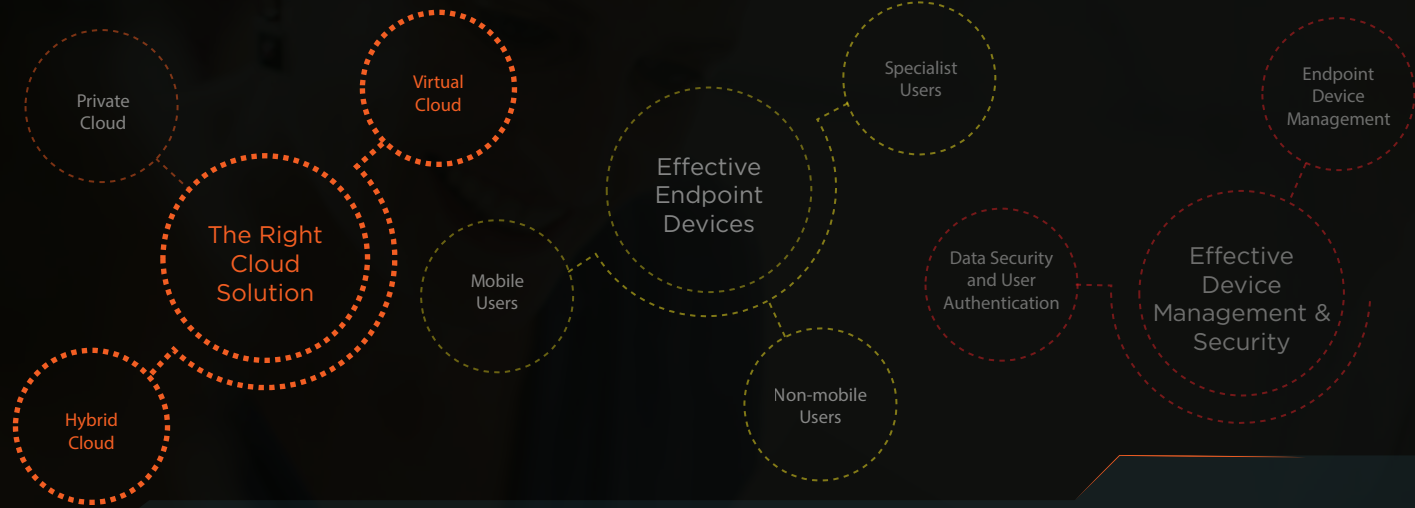 Private
Cloud
Virtual
Cloud
The Right
Cloud
Solution
Hybrid
Cloud
Effective
Endpoint
Devices
Specialist
Users
Mobile
Users
Non-mobile
Users
Endpoint
Device
Management
Data Security
and User
Authentication
Effective
Device
Management &
Security